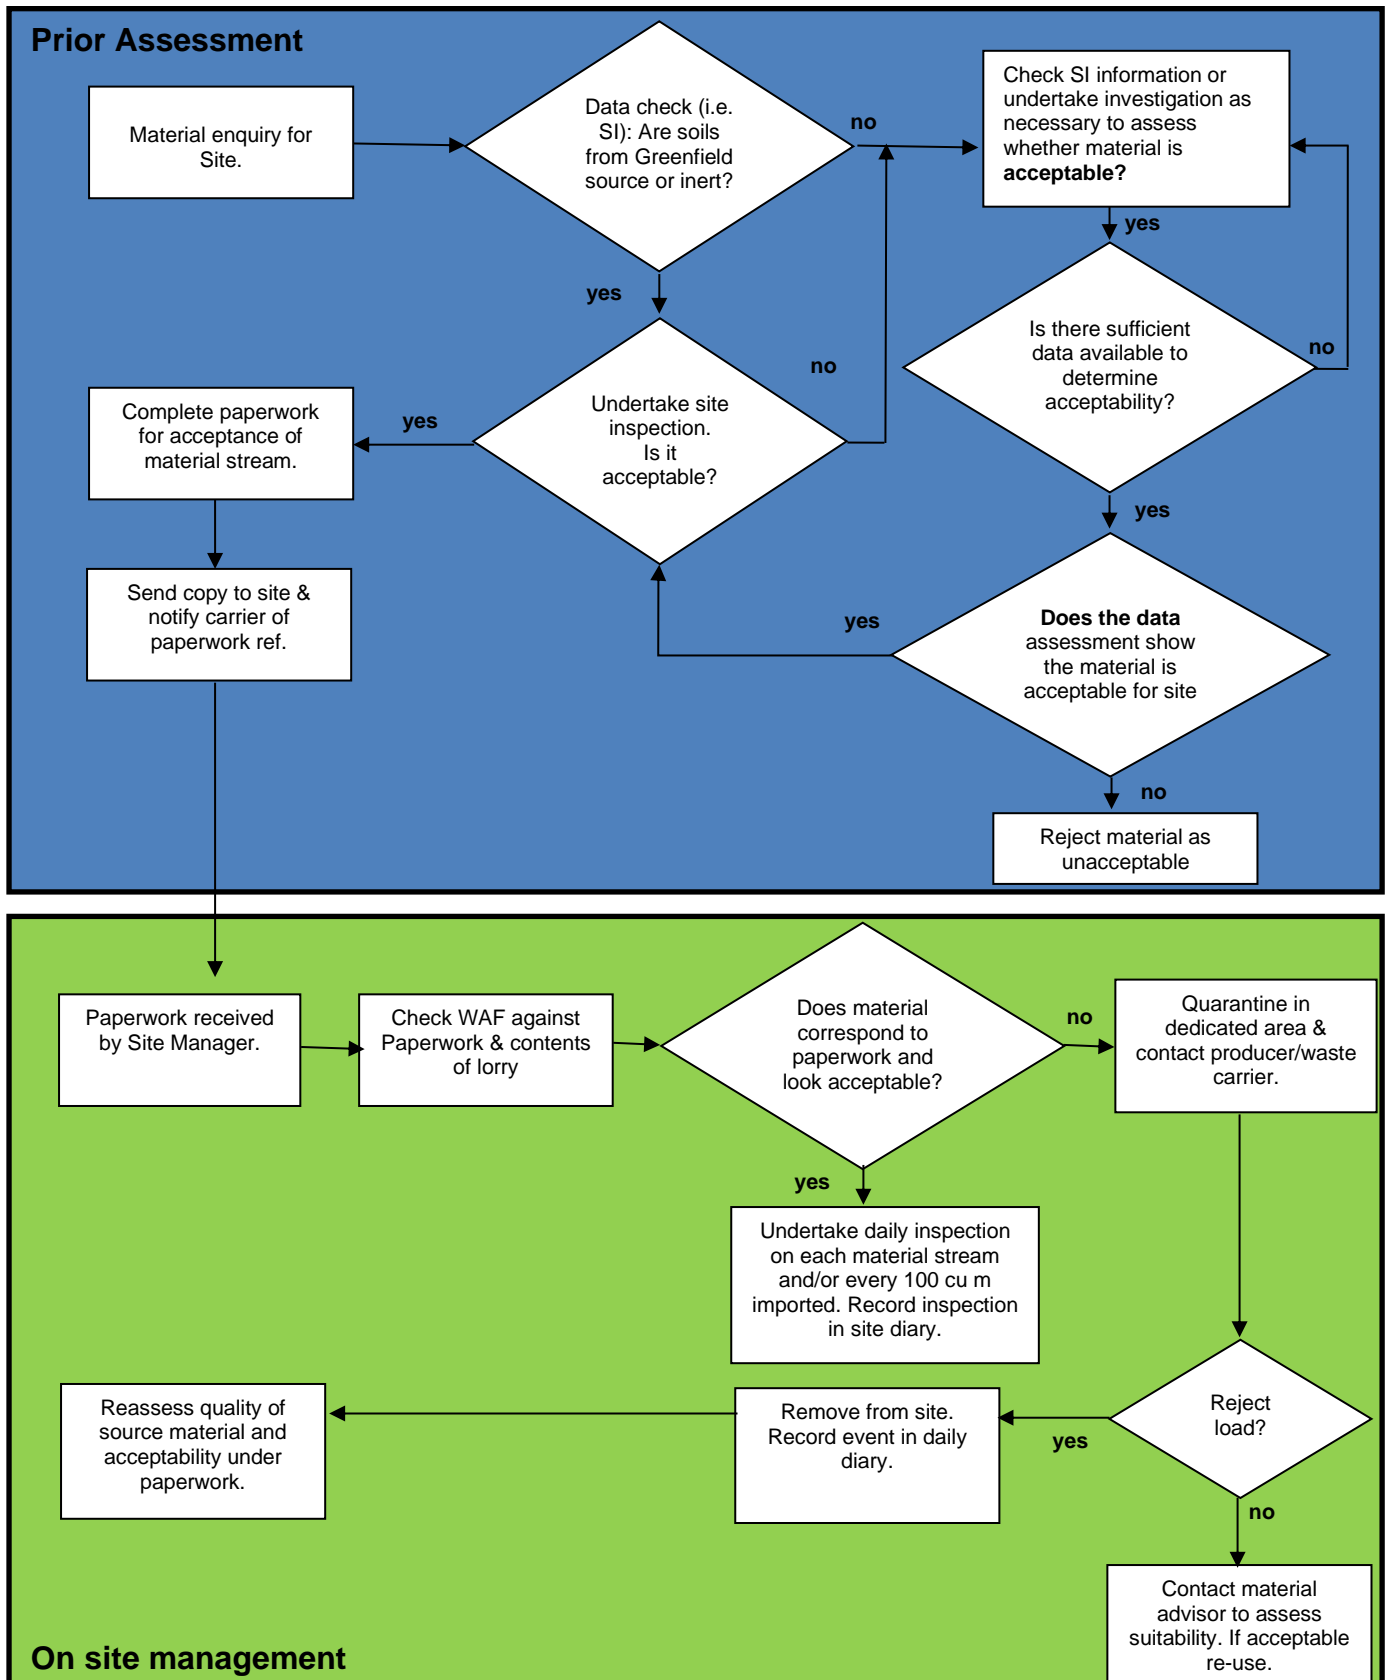 Prior Assessment
Material enquiry for
Site.
Data check (i.e.
SI): Are soils
from Greenfield
source or inert?
no
Check SI information or
undertake investigation as
necessary to assess
whether material is
acceptable?
yes
yes
Is there sufficient
data available to
determine
acceptability?
no
Undertake site
inspection.
Is it
acceptable?
no
yes
Complete paperwork
for acceptance of
material stream.
yes
Send copy to site &
notify carrier of
paperwork ref.
Does the data
assessment show
the material is
acceptable for site
yes
no
Reject material as
unacceptable
Paperwork received
by Site Manager.
Check WAF against
Paperwork & contents
of lorry
Does material
correspond to
paperwork and
look acceptable?
no
Quarantine in
dedicated area &
contact producer/waste
carrier.
yes
Undertake daily inspection
on each material stream
and/or every 100 cu m
imported. Record inspection
in site diary.
Reject
load?
yes
Remove from site.
Record event in daily
diary.
Reassess quality of
source material and
acceptability under
paperwork.
no
Contact material
advisor to assess
suitability. If acceptable
re-use.
On site management